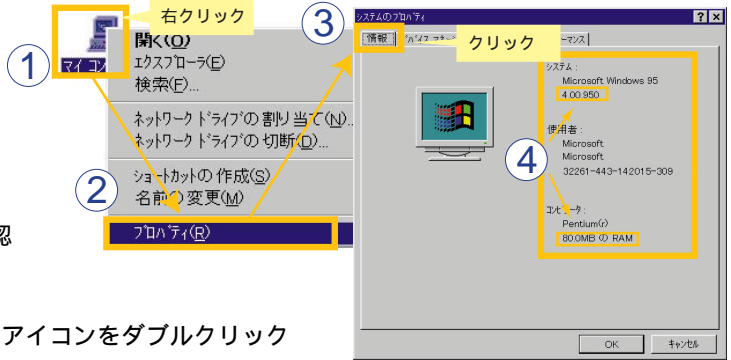 ①
マイ コン
右クリック
開く(O)
エクスプローラ(E)
検索(F)...
ネットワーク ドライブの割り当て(N)...
ネットワーク ドライブの切断(D)...
ショートカットの作成(S)
名前の変更(M)
②
プロパティ(R)
認
アイコンをダブルクリック
③
システムのプロパティ
情報
クリック
システム :
Microsoft Windows 95
4.00.950
使用者 :
Microsoft
Microsoft
32261-443-142015-309
④
コンピュータ :
Pentium(r)
80.0MB の RAM
OK
キャンセル